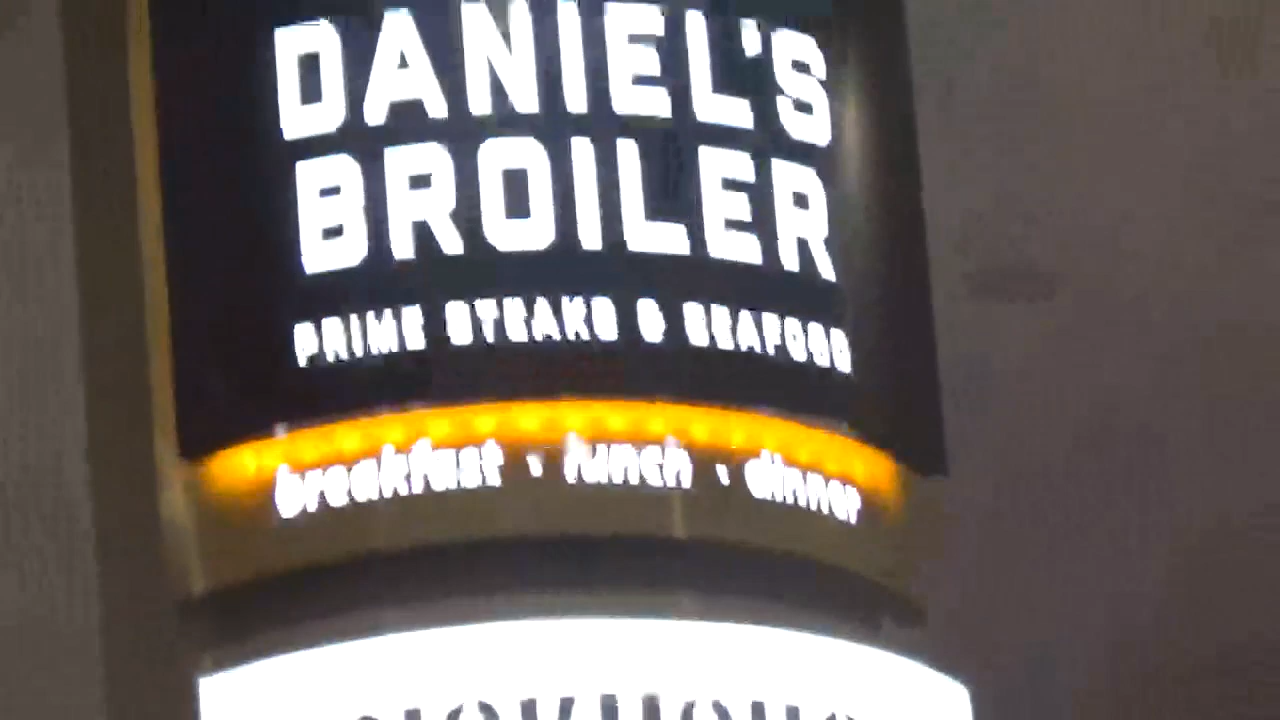 DANIEL'S
BROILER
PRIME STEAKS & SEAFOOD
breakfast · lunch · dinner